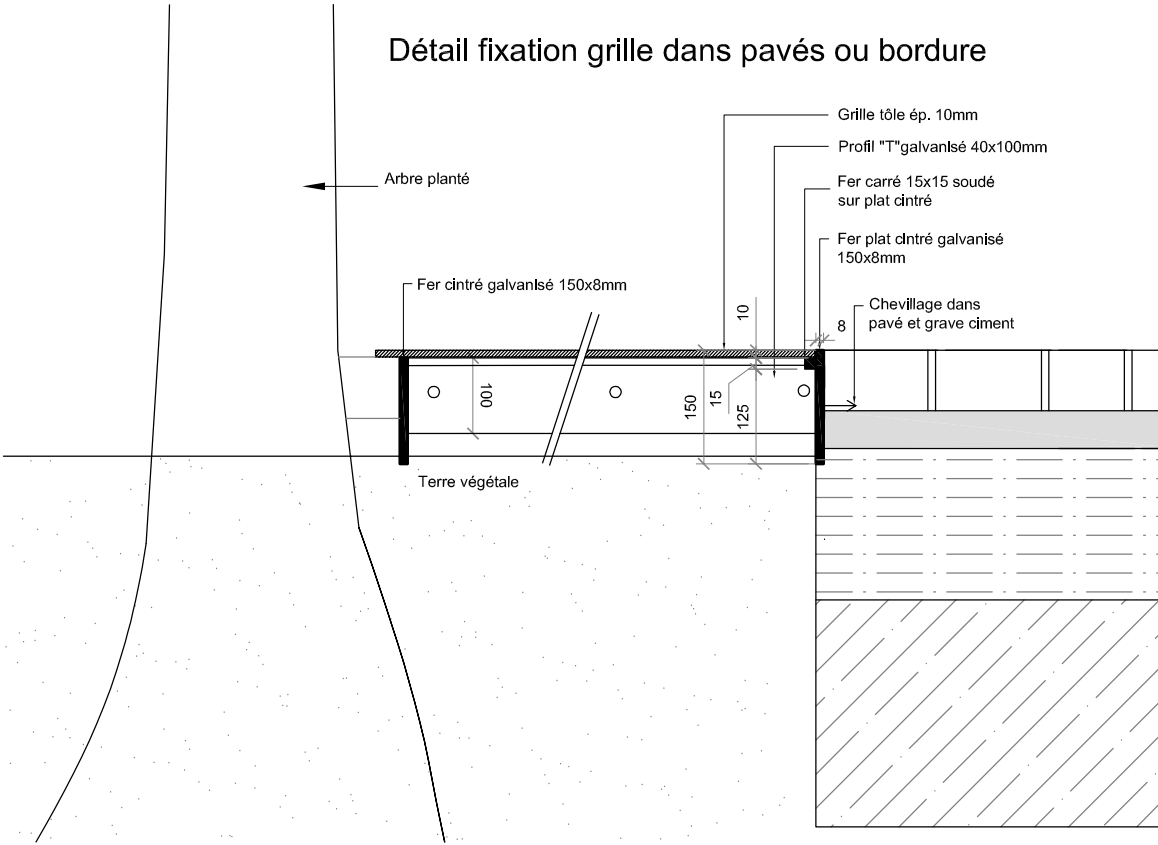 Détail fixation grille dans pavés ou bordure
Grille tôle ép. 10mm
Profil "T"galvanisé 40x100mm
Arbre planté
Fer carré 15x15 soudé
sur plat cintré
Fer plat cintré galvanisé
150x8mm
Fer cintré galvanisé 150x8mm
Chevillage dans
pavé et grave ciment
10
8
100
150
15
125
Terre végétale